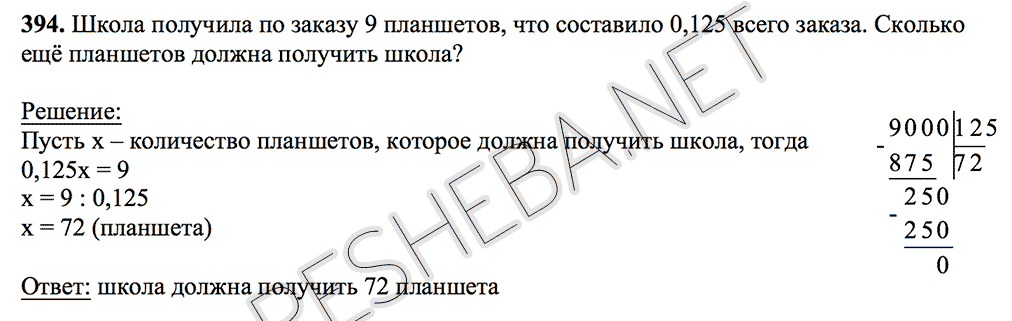 394. Школа получила по заказу 9 планшетов, что составило 0,125 всего заказа. Сколько
ещё планшетов должна получить школа?
Решение:
Пусть х – количество планшетов, которое должна получить школа, тогда
0,125х = 9
х = 9 : 0,125
х = 72 (планшета)
Ответ: школа должна получить 72 планшета
- 9000 125
875 72
- 250
250
0
RESHEBA.NET